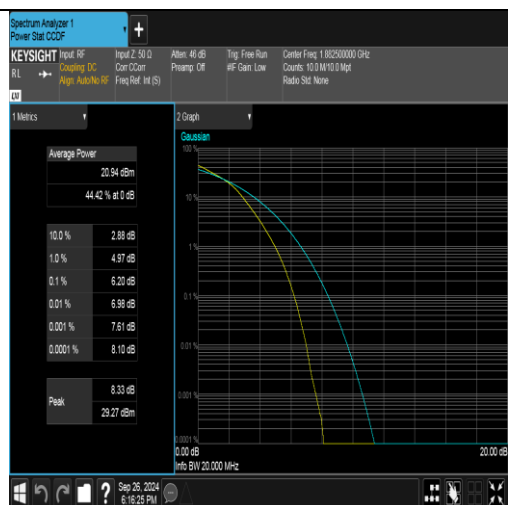 Spectrum Analyzer 1
Power Stat CCDF
+
KEYSIGHT
RL
LXI
Input: RF
Coupling: DC
Align: Auto/No RF
Input Z: 50 Ω
Corr CCorr
Freq Ref: Int (S)
Atten: 46 dB
Preamp: Off
Trig: Free Run
#IF Gain: Low
Center Freq: 1.882500000 GHz
Counts: 10.0 M/10.0 Mpt
Radio Std: None
1 Metrics
Average Power
20.94 dBm
44.42 % at 0 dB
10.0 % 2.88 dB
1.0 % 4.97 dB
0.1 % 6.20 dB
0.01 % 6.98 dB
0.001 % 7.61 dB
0.0001 % 8.10 dB
Peak
8.33 dB
29.27 dBm
2 Graph
Gaussian
100 %
10 %
1 %
0.1 %
0.01 %
0.001 %
0.0001 %
0.00 dB 20.00 dB
Info BW 20.000 MHz
?
Sep 26, 2024
6:16:25 PM